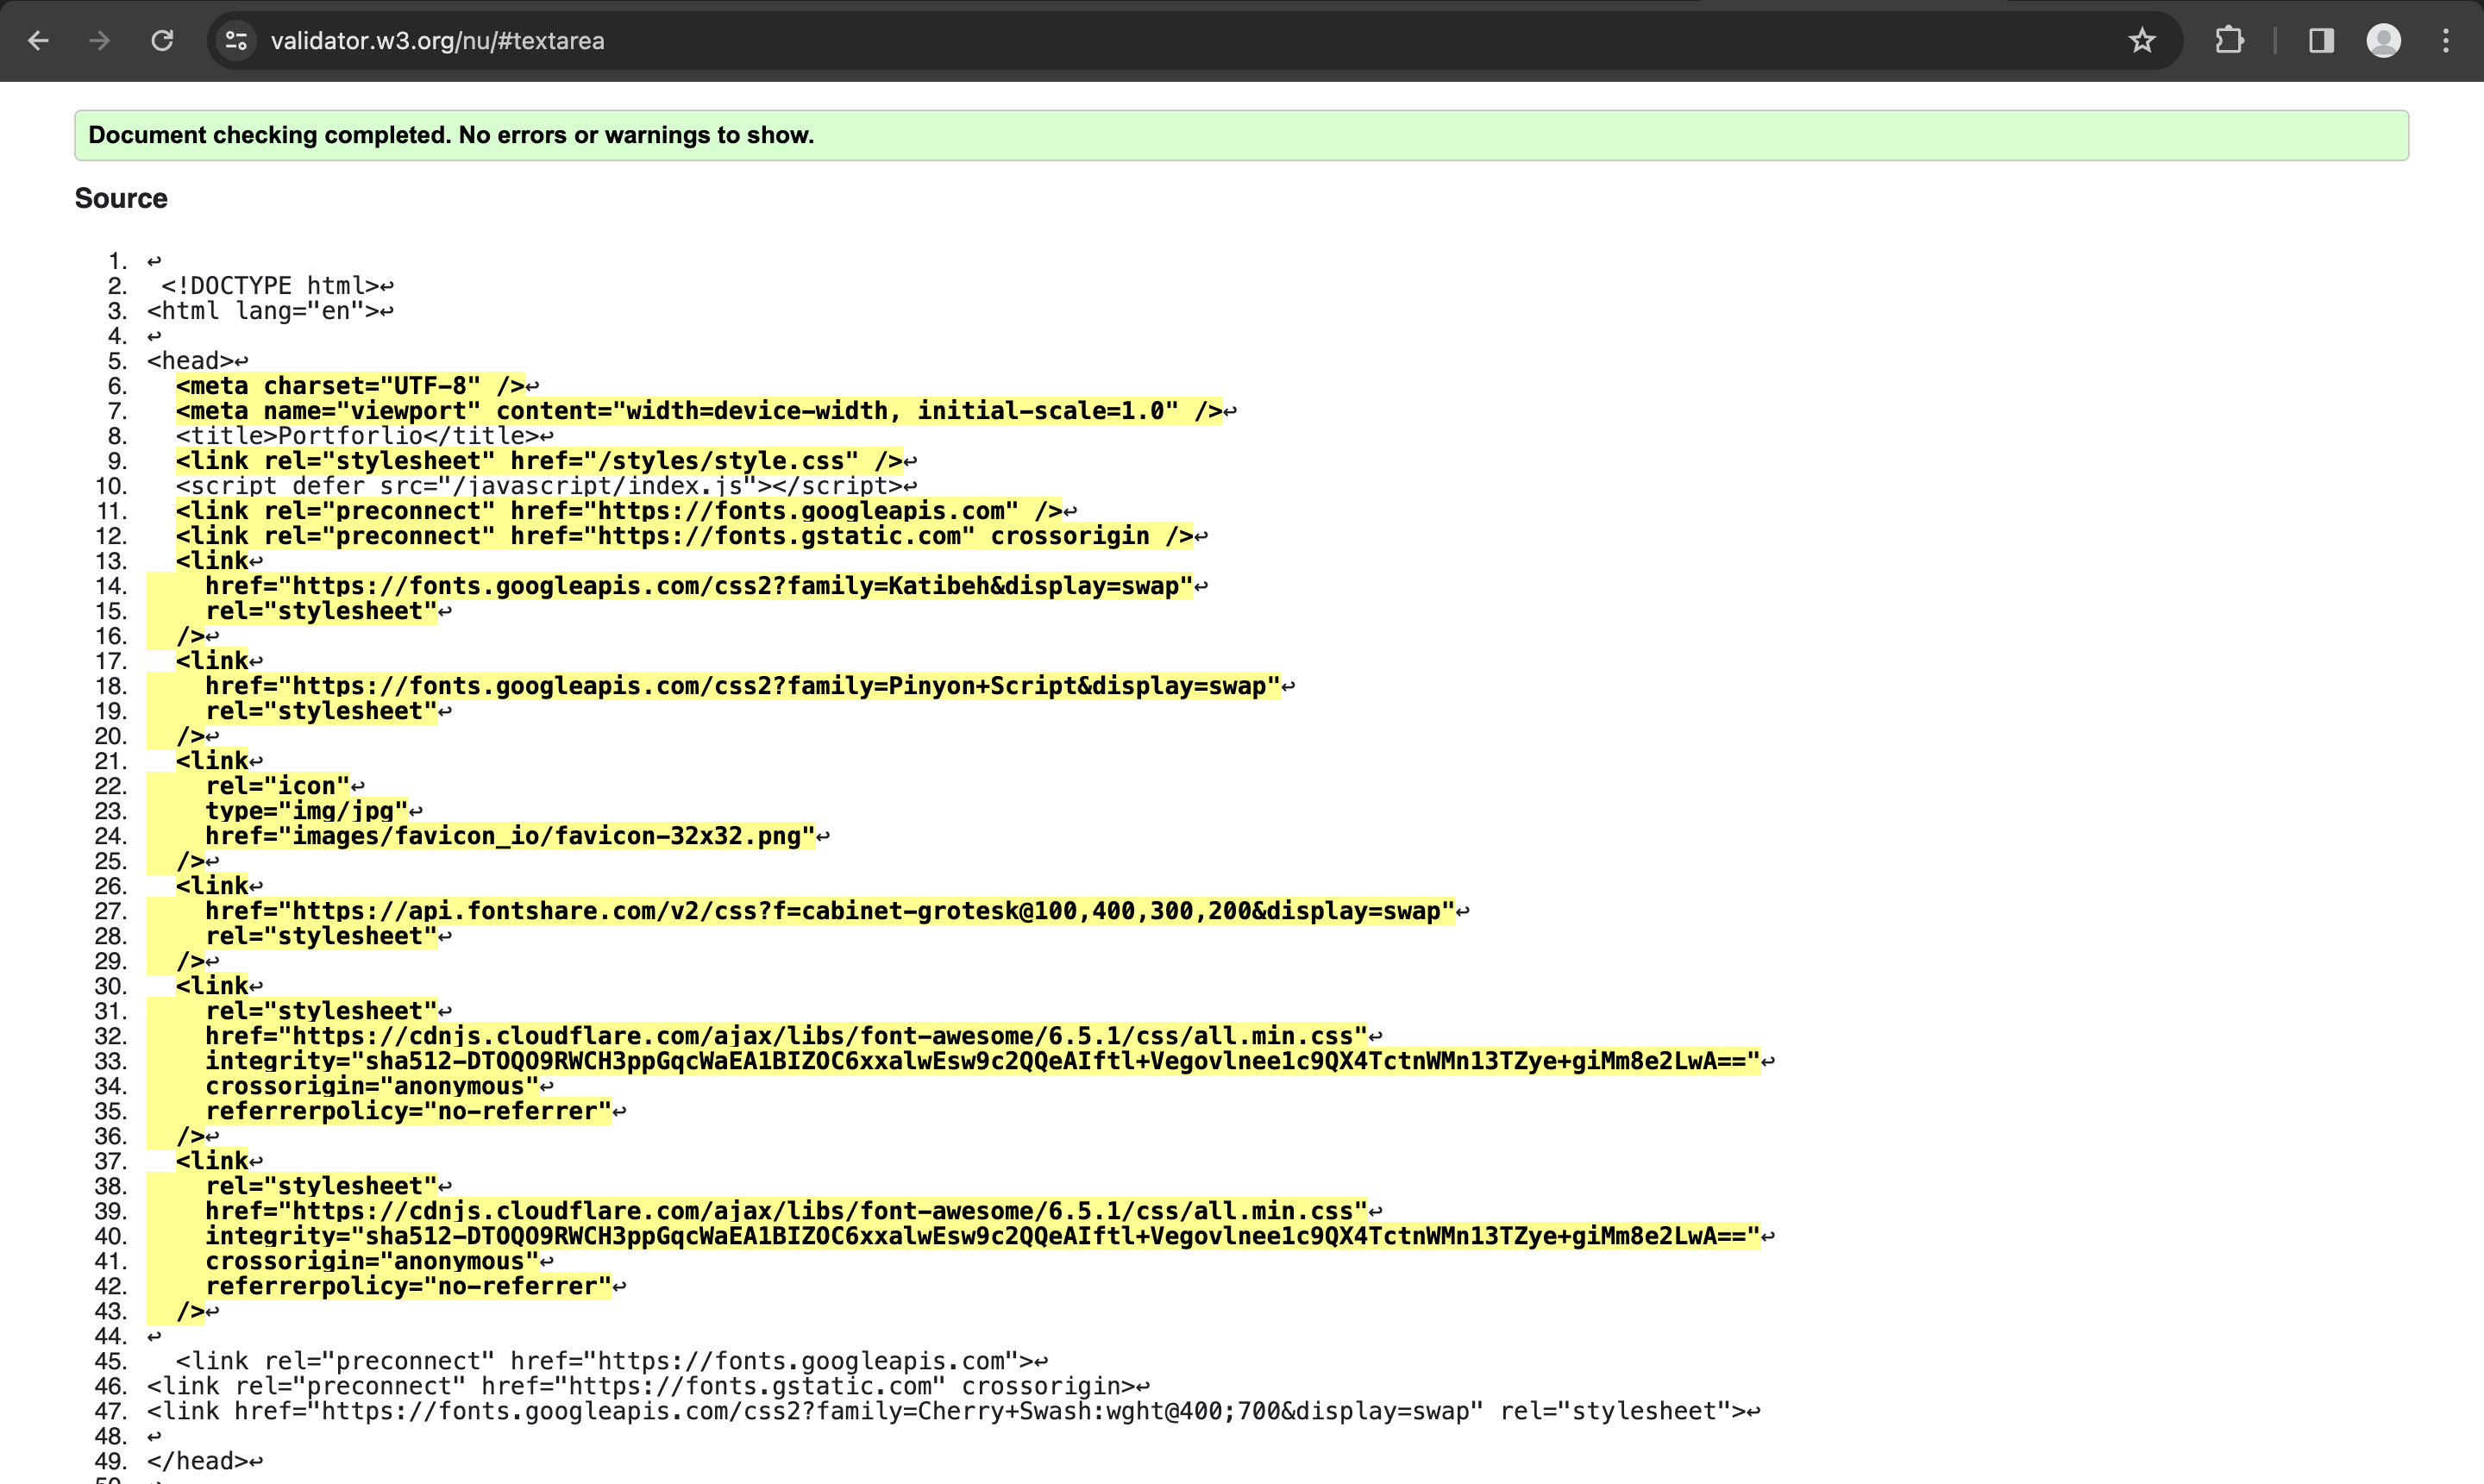 validator.w3.org/nu/#textarea
Document checking completed. No errors or warnings to show.
Source
1. ↩
2. <!DOCTYPE html>↩
3. <html lang="en">↩
4. ↩
5. <head>↩
6. <meta charset="UTF-8" />↩
7. <meta name="viewport" content="width=device-width, initial-scale=1.0" />↩
8. <title>Portforlio</title>↩
9. <link rel="stylesheet" href="/styles/style.css" />↩
10. <script defer src="/javascript/index.js"></script>↩
11. <link rel="preconnect" href="https://fonts.googleapis.com" />↩
12. <link rel="preconnect" href="https://fonts.gstatic.com" crossorigin />↩
13. <link↩
14. href="https://fonts.googleapis.com/css2?family=Katibeh&display=swap"↩
15. rel="stylesheet"↩
16. />↩
17. <link↩
18. href="https://fonts.googleapis.com/css2?family=Pinyon+Script&display=swap"↩
19. rel="stylesheet"↩
20. />↩
21. <link↩
22. rel="icon"↩
23. type="img/jpg"↩
24. href="images/favicon_io/favicon-32x32.png"↩
25. />↩
26. <link↩
27. href="https://api.fontshare.com/v2/css?f=cabinet-grotesk@100,400,300,200&display=swap"↩
28. rel="stylesheet"↩
29. />↩
30. <link↩
31. rel="stylesheet"↩
32. href="https://cdnjs.cloudflare.com/ajax/libs/font-awesome/6.5.1/css/all.min.css"↩
33. integrity="sha512-DTOQO9RWCH3ppGqcWaEA1BIZOC6xxalwEsw9c2QQeAIftl+Vegovlnee1c9QX4TctnWMn13TZye+giMm8e2LwA=="↩
34. crossorigin="anonymous"↩
35. referrerpolicy="no-referrer"↩
36. />↩
37. <link↩
38. rel="stylesheet"↩
39. href="https://cdnjs.cloudflare.com/ajax/libs/font-awesome/6.5.1/css/all.min.css"↩
40. integrity="sha512-DTOQO9RWCH3ppGqcWaEA1BIZOC6xxalwEsw9c2QQeAIftl+Vegovlnee1c9QX4TctnWMn13TZye+giMm8e2LwA=="↩
41. crossorigin="anonymous"↩
42. referrerpolicy="no-referrer"↩
43. />↩
44. ↩
45. <link rel="preconnect" href="https://fonts.googleapis.com">↩
46. <link rel="preconnect" href="https://fonts.gstatic.com" crossorigin>↩
47. <link href="https://fonts.googleapis.com/css2?family=Cherry+Swash:wght@400;700&display=swap" rel="stylesheet">↩
48. ↩
49. </head>↩